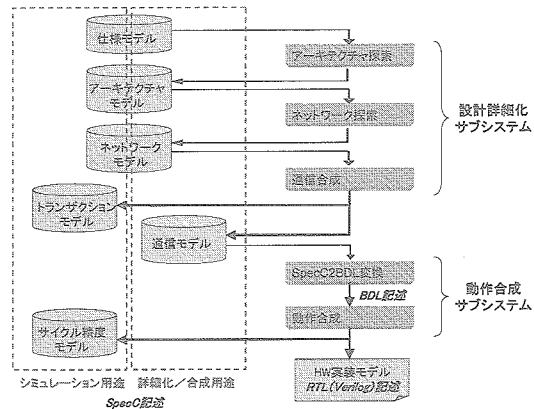 仕様モデル
アーキテクチャ探索
アーキテクチャ
モデル
ネットワーク探索
ネットワーク
モデル
通信合成
設計詳細化
サブシステム
トランザクション
モデル
通信モデル
SpecC2BDL変換
BDL記述
動作合成
動作合成
サブシステム
サイクル精度
モデル
HW実装モデル
RTL(Verilog)記述
シミュレーション用途
詳細化/合成用途
SpecC記述